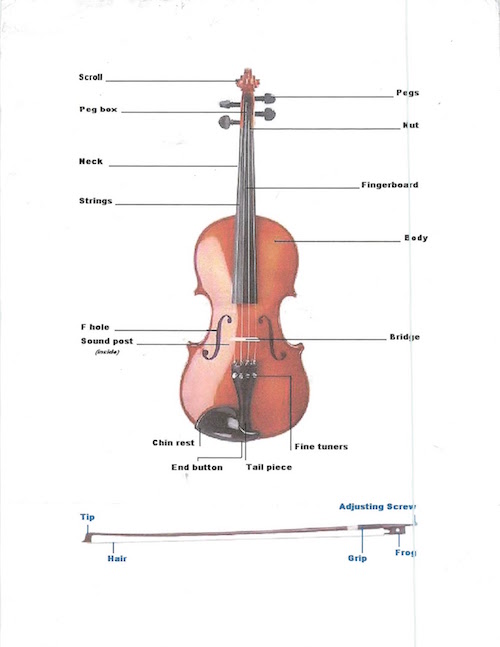 Scroll
Pegs
Peg box
Nut
Neck
Fingerboard
Strings
Body
F hole
Bridge
Sound post
(inside)
Chin rest
Fine tuners
End button
Tail piece
Adjusting Screw
Tip
Hair
Grip
Frog